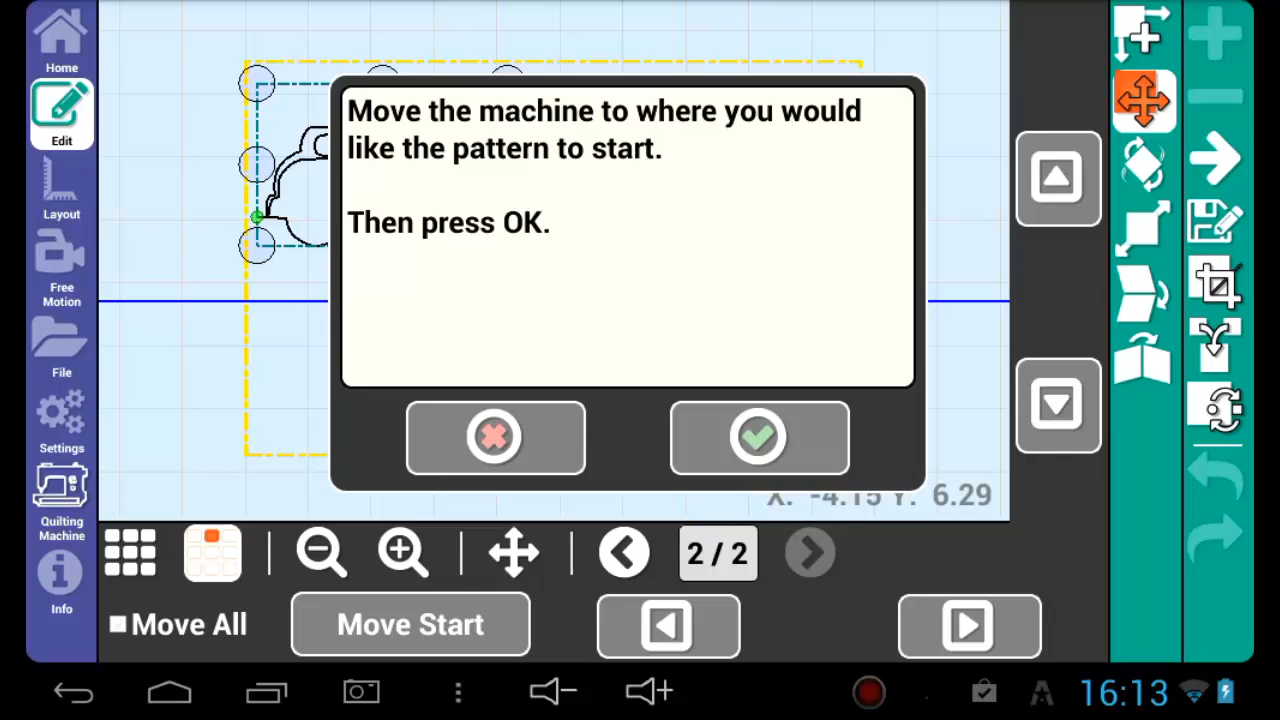 Home
Edit
Layout
Free
Motion
File
Settings
Quilting
Machine
Info
Move the machine to where you would
like the pattern to start.
Then press OK.
X: -4.15 Y: 6.29
2 / 2
Move All
Move Start
16:13